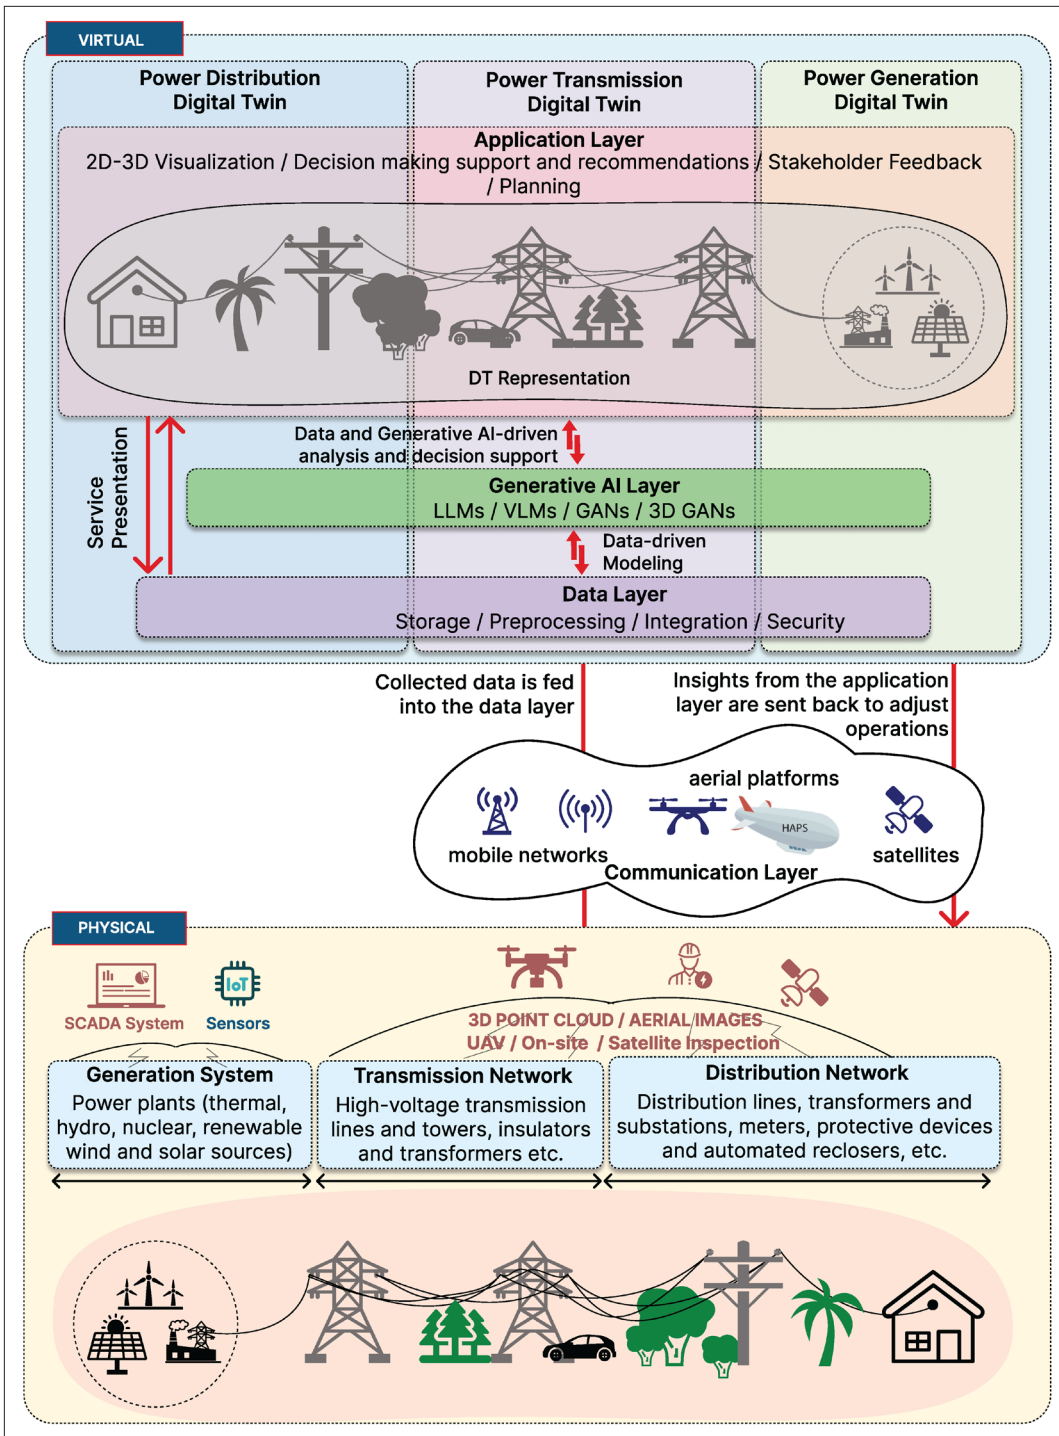 VIRTUAL
Power Distribution
Digital Twin
Power Transmission
Digital Twin
Power Generation
Digital Twin
Application Layer
2D-3D Visualization / Decision making support and recommendations / Stakeholder Feedback
/ Planning
DT Representation
Service
Presentation
Data and Generative AI-driven
analysis and decision support
Generative AI Layer
LLMs / VLMs / GANs / 3D GANs
Data-driven
Modeling
Data Layer
Storage / Preprocessing / Integration / Security
Collected data is fed
into the data layer
Insights from the application
layer are sent back to adjust
operations
aerial platforms
HAPS
mobile networks
satellites
Communication Layer
PHYSICAL
SCADA System
IoT
Sensors
3D POINT CLOUD / AERIAL IMAGES
UAV / On-site / Satellite Inspection
Generation System
Power plants (thermal,
hydro, nuclear, renewable
wind and solar sources)
Transmission Network
High-voltage transmission
lines and towers, insulators
and transformers etc.
Distribution Network
Distribution lines, transformers and
substations, meters, protective devices
and automated reclosers, etc.